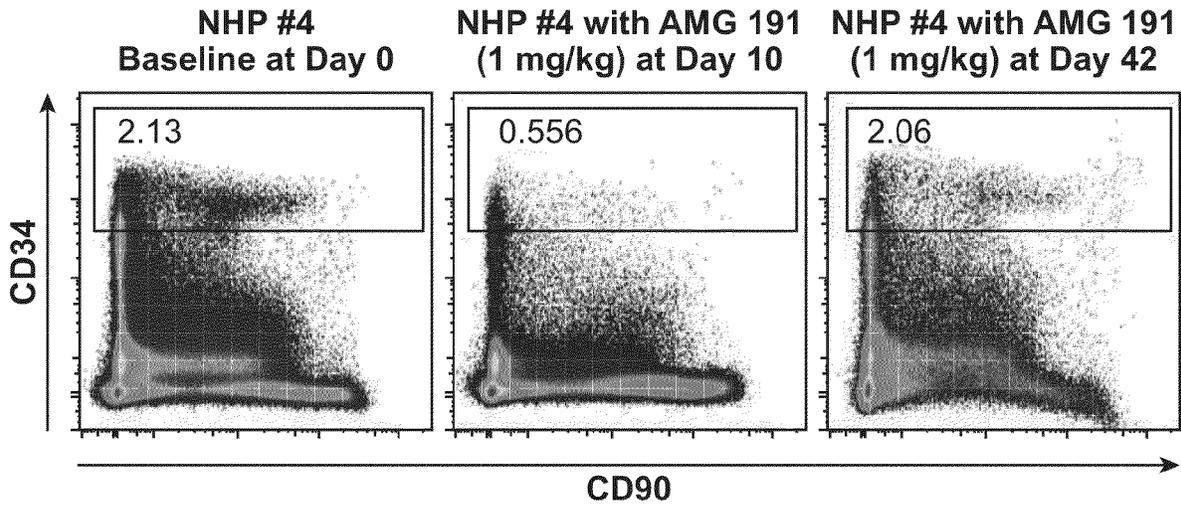 NHP #4
Baseline at Day 0
NHP #4 with AMG 191
(1 mg/kg) at Day 10
NHP #4 with AMG 191
(1 mg/kg) at Day 42
2.13
0.556
2.06
CD34
CD90